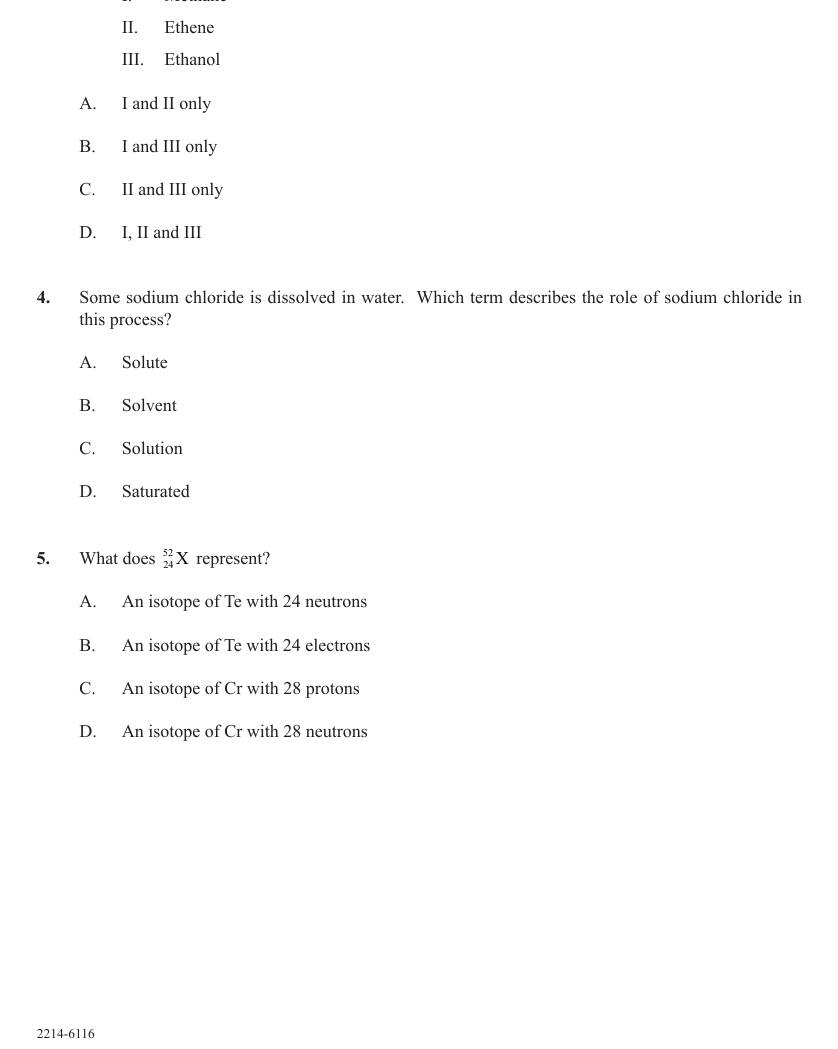 II. Ethene
III. Ethanol
A. I and II only
B. I and III only
C. II and III only
D. I, II and III
4. Some sodium chloride is dissolved in water. Which term describes the role of sodium chloride in
this process?
A. Solute
B. Solvent
C. Solution
D. Saturated
5. What does ⁵²₂₄X represent?
A. An isotope of Te with 24 neutrons
B. An isotope of Te with 24 electrons
C. An isotope of Cr with 28 protons
D. An isotope of Cr with 28 neutrons
2214-6116